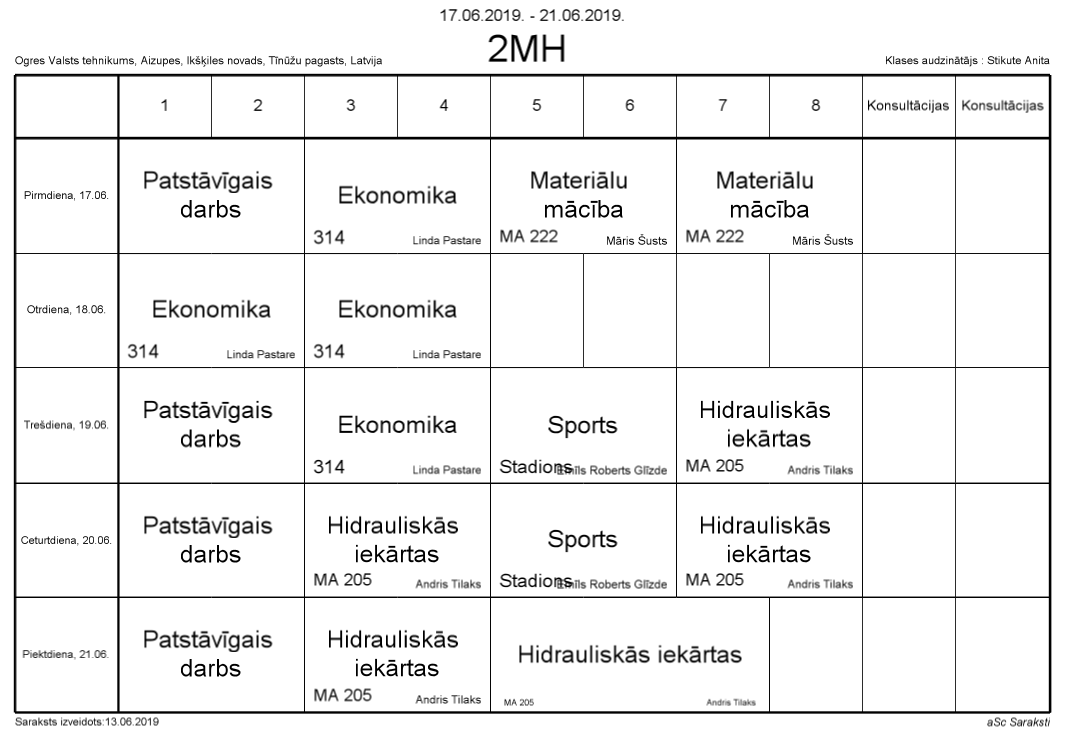 17.06.2019. - 21.06.2019.
2MH
Ogres Valsts tehnikums, Aizupes, Ikšķiles novads, Tīnūžu pagasts, Latvija
Klases audzinātājs : Stikute Anita
1 2 3 4 5 6 7 8 Konsultācijas Konsultācijas
Pirmdiena, 17.06.
Patstāvīgais
darbs
Ekonomika
314 Linda Pastare
Materiālu
mācība
MA 222 Māris Šusts
Materiālu
mācība
MA 222 Māris Šusts
Otrdiena, 18.06.
Ekonomika
314 Linda Pastare
Ekonomika
314 Linda Pastare
Trešdiena, 19.06.
Patstāvīgais
darbs
Ekonomika
314 Linda Pastare
Sports
Stadions Emīls Roberts Glīzde
Hidrauliskās
iekārtas
MA 205 Andris Tilaks
Ceturtdiena, 20.06.
Patstāvīgais
darbs
Hidrauliskās
iekārtas
MA 205 Andris Tilaks
Sports
Stadions Emīls Roberts Glīzde
Hidrauliskās
iekārtas
MA 205 Andris Tilaks
Piektdiena, 21.06.
Patstāvīgais
darbs
Hidrauliskās
iekārtas
MA 205 Andris Tilaks
Hidrauliskās iekārtas
MA 205 Andris Tilaks
Saraksts izveidots:13.06.2019
aSc Saraksti